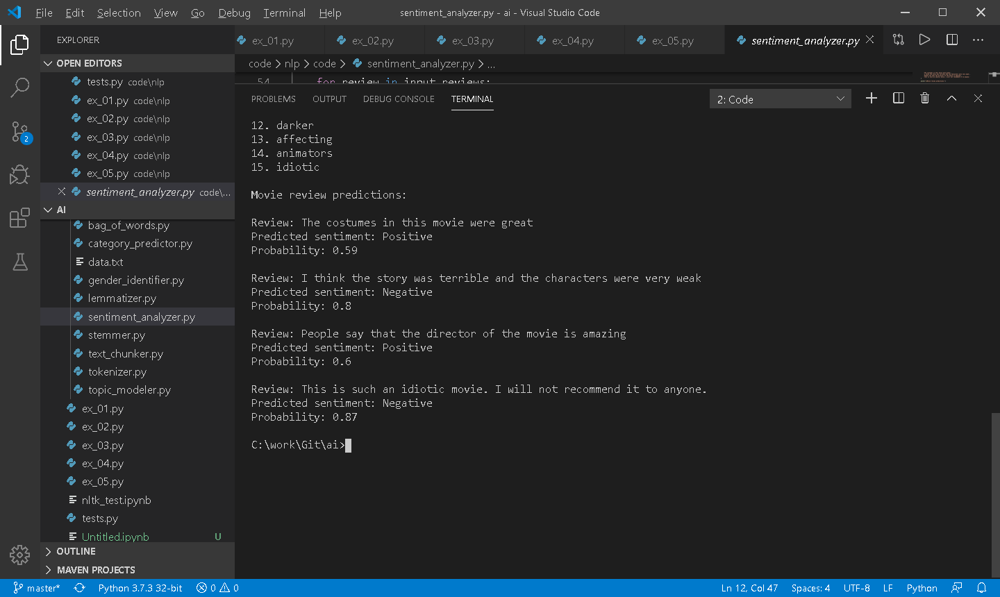 File Edit Selection View Go Debug Terminal Help sentiment_analyzer.py - ai - Visual Studio Code
EXPLORER
OPEN EDITORS
tests.py code\nlp
ex_01.py code\nlp
ex_02.py code\nlp
ex_03.py code\nlp
ex_04.py code\nlp
ex_05.py code\nlp
sentiment_analyzer.py code\...
AI
bag_of_words.py
category_predictor.py
data.txt
gender_identifier.py
lemmatizer.py
sentiment_analyzer.py
stemmer.py
text_chunker.py
tokenizer.py
topic_modeler.py
ex_01.py
ex_02.py
ex_03.py
ex_04.py
ex_05.py
nltk_test.ipynb
tests.py
Untitled.ipynb U
OUTLINE
MAVEN PROJECTS
2
ex_01.py ex_02.py ex_03.py ex_04.py ex_05.py sentiment_analyzer.py
code > nlp > code > sentiment_analyzer.py > ...
54 for review in input_reviews:
PROBLEMS OUTPUT DEBUG CONSOLE TERMINAL 2: Code
12. darker
13. affecting
14. animators
15. idiotic
Movie review predictions:
Review: The costumes in this movie were great
Predicted sentiment: Positive
Probability: 0.59
Review: I think the story was terrible and the characters were very weak
Predicted sentiment: Negative
Probability: 0.8
Review: People say that the director of the movie is amazing
Predicted sentiment: Positive
Probability: 0.6
Review: This is such an idiotic movie. I will not recommend it to anyone.
Predicted sentiment: Negative
Probability: 0.87
C:\work\Git\ai>
master* Python 3.7.3 32-bit 0 0 Ln 12, Col 47 Spaces: 4 UTF-8 LF Python